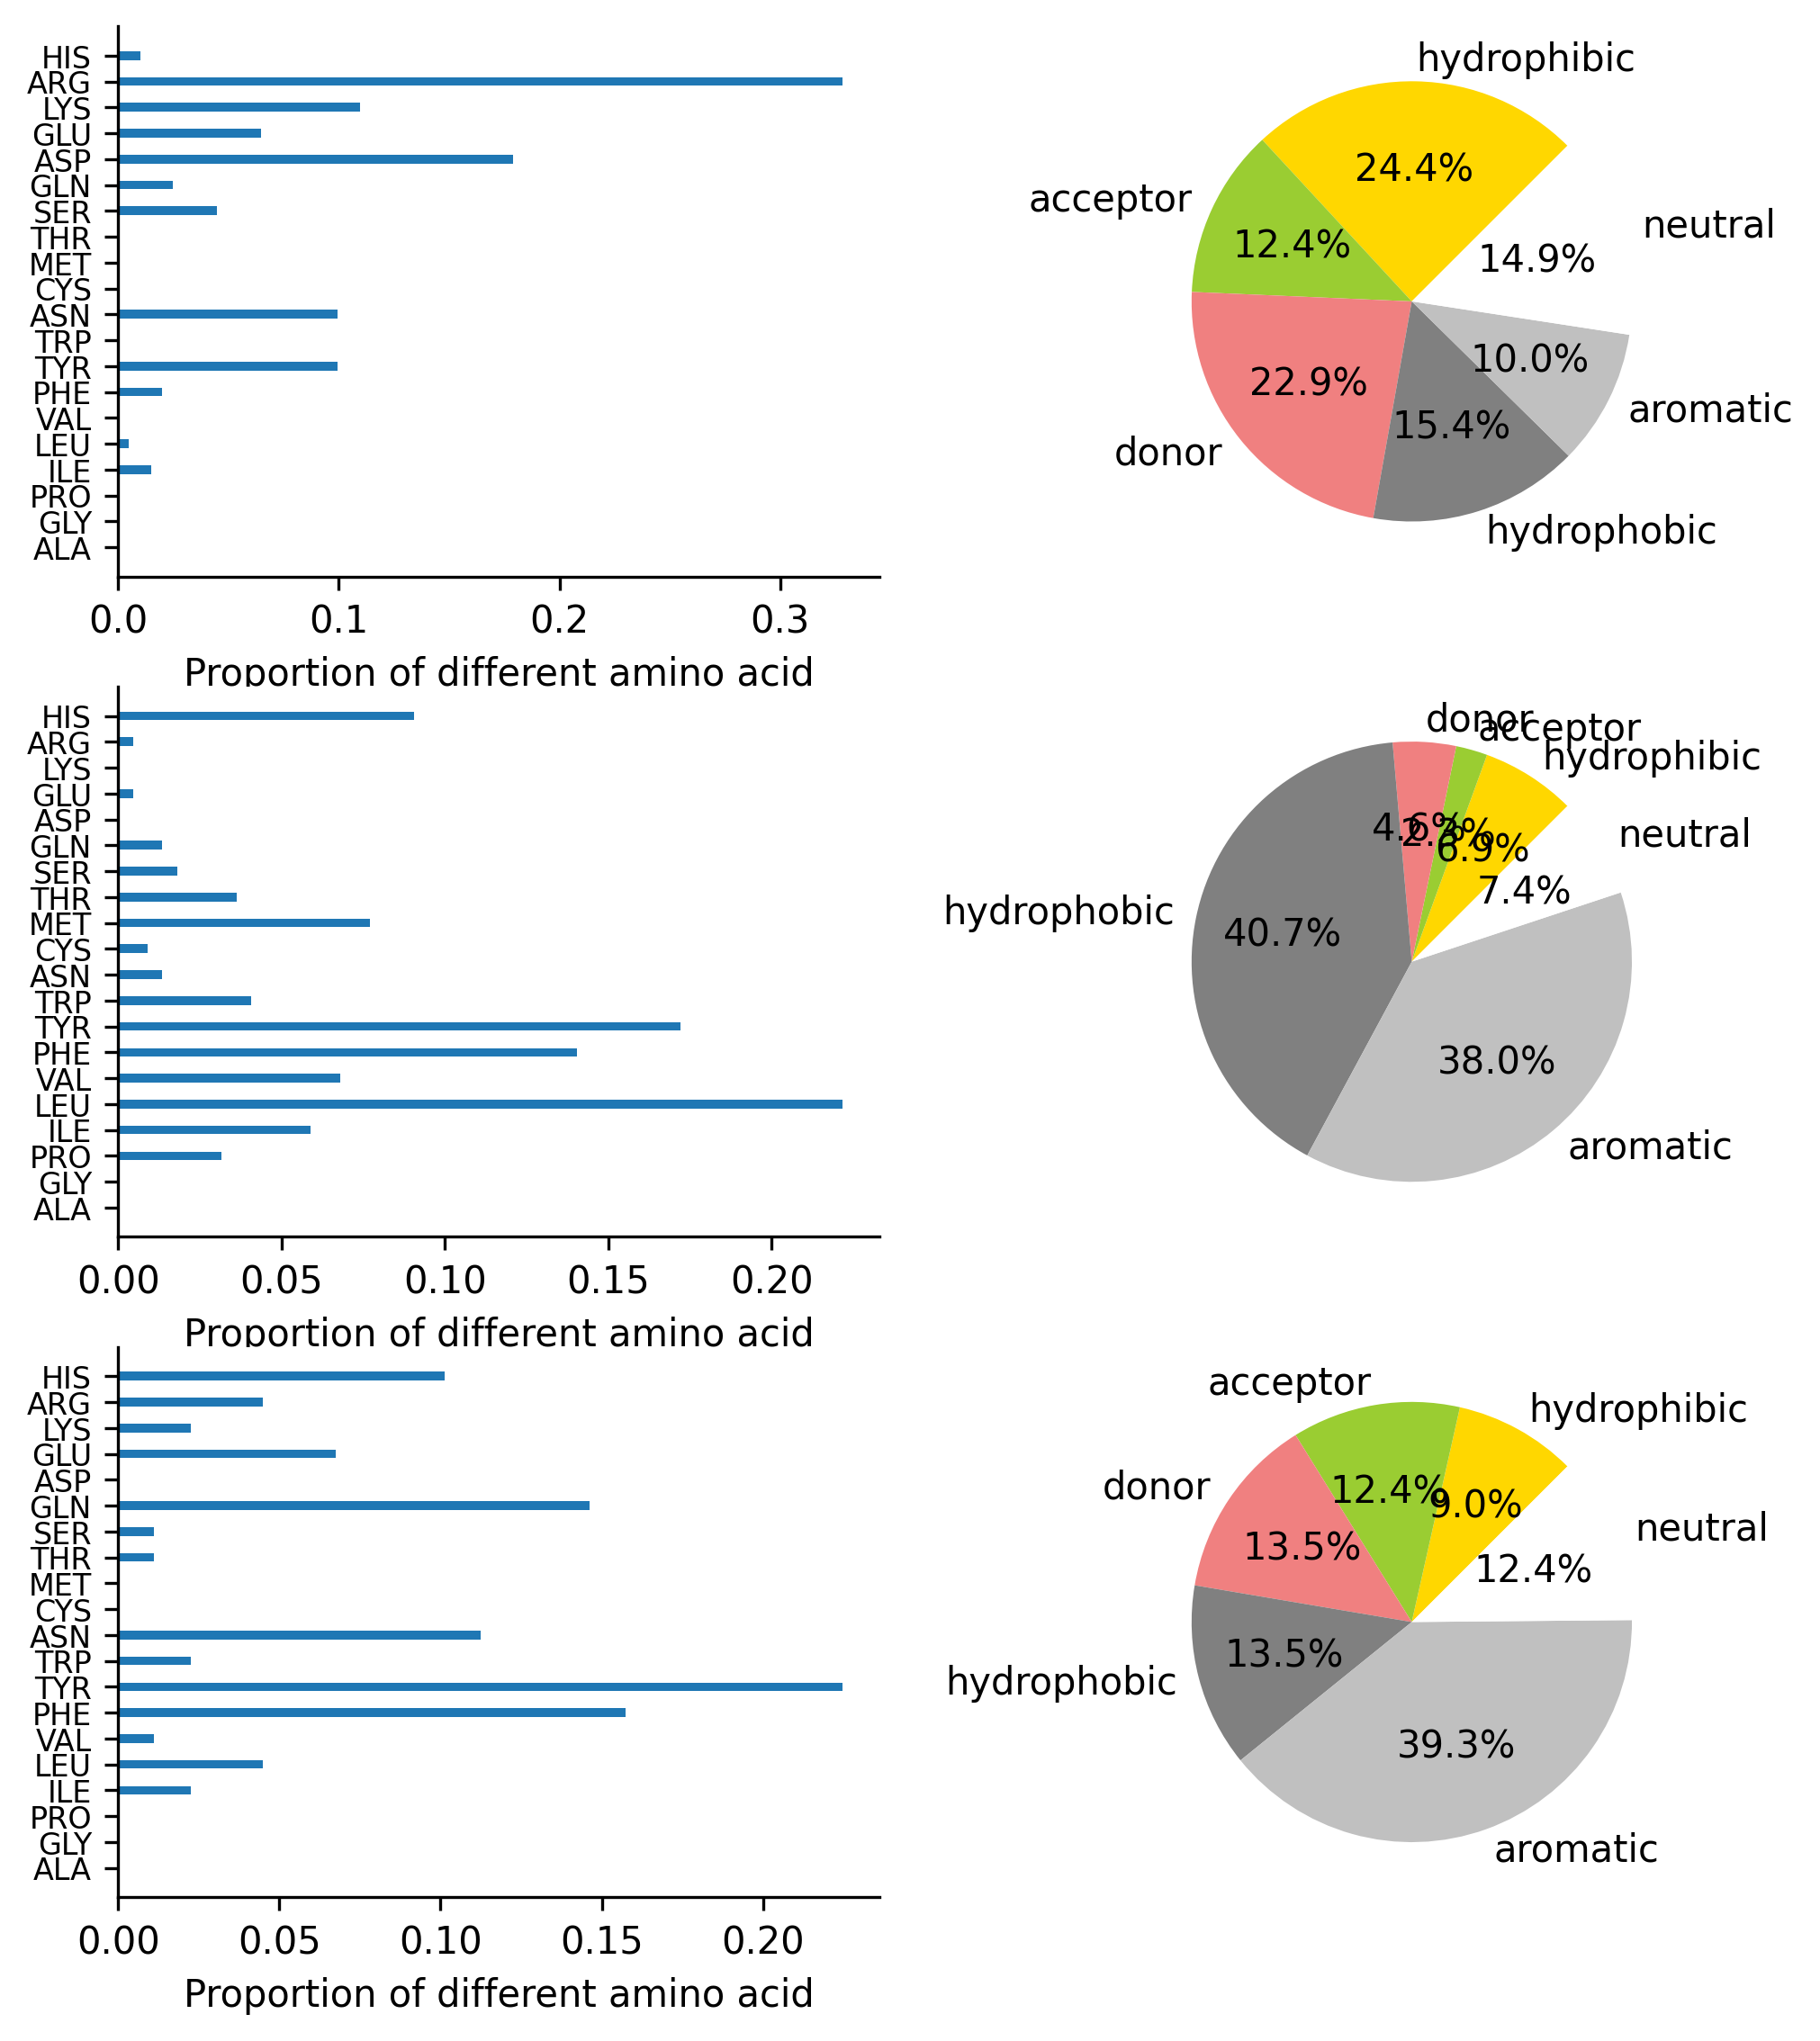 HIS
ARG
LYS
GLU
ASP
GLN
SER
THR
MET
CYS
ASN
TRP
TYR
PHE
VAL
LEU
ILE
PRO
GLY
ALA
0.0 0.1 0.2 0.3
Proportion of different amino acid
hydrophibic
24.4%
acceptor
12.4%
neutral
14.9%
10.0%
aromatic
22.9%
15.4%
donor
hydrophobic
HIS
ARG
LYS
GLU
ASP
GLN
SER
THR
MET
CYS
ASN
TRP
TYR
PHE
VAL
LEU
ILE
PRO
GLY
ALA
0.00 0.05 0.10 0.15 0.20
Proportion of different amino acid
donor
acceptor
hydrophibic
neutral
4.6%
2.3%
6.9%
7.4%
hydrophobic
40.7%
38.0%
aromatic
HIS
ARG
LYS
GLU
ASP
GLN
SER
THR
MET
CYS
ASN
TRP
TYR
PHE
VAL
LEU
ILE
PRO
GLY
ALA
0.00 0.05 0.10 0.15 0.20
Proportion of different amino acid
acceptor
hydrophibic
donor
12.4%
9.0%
neutral
13.5%
12.4%
hydrophobic
13.5%
39.3%
aromatic